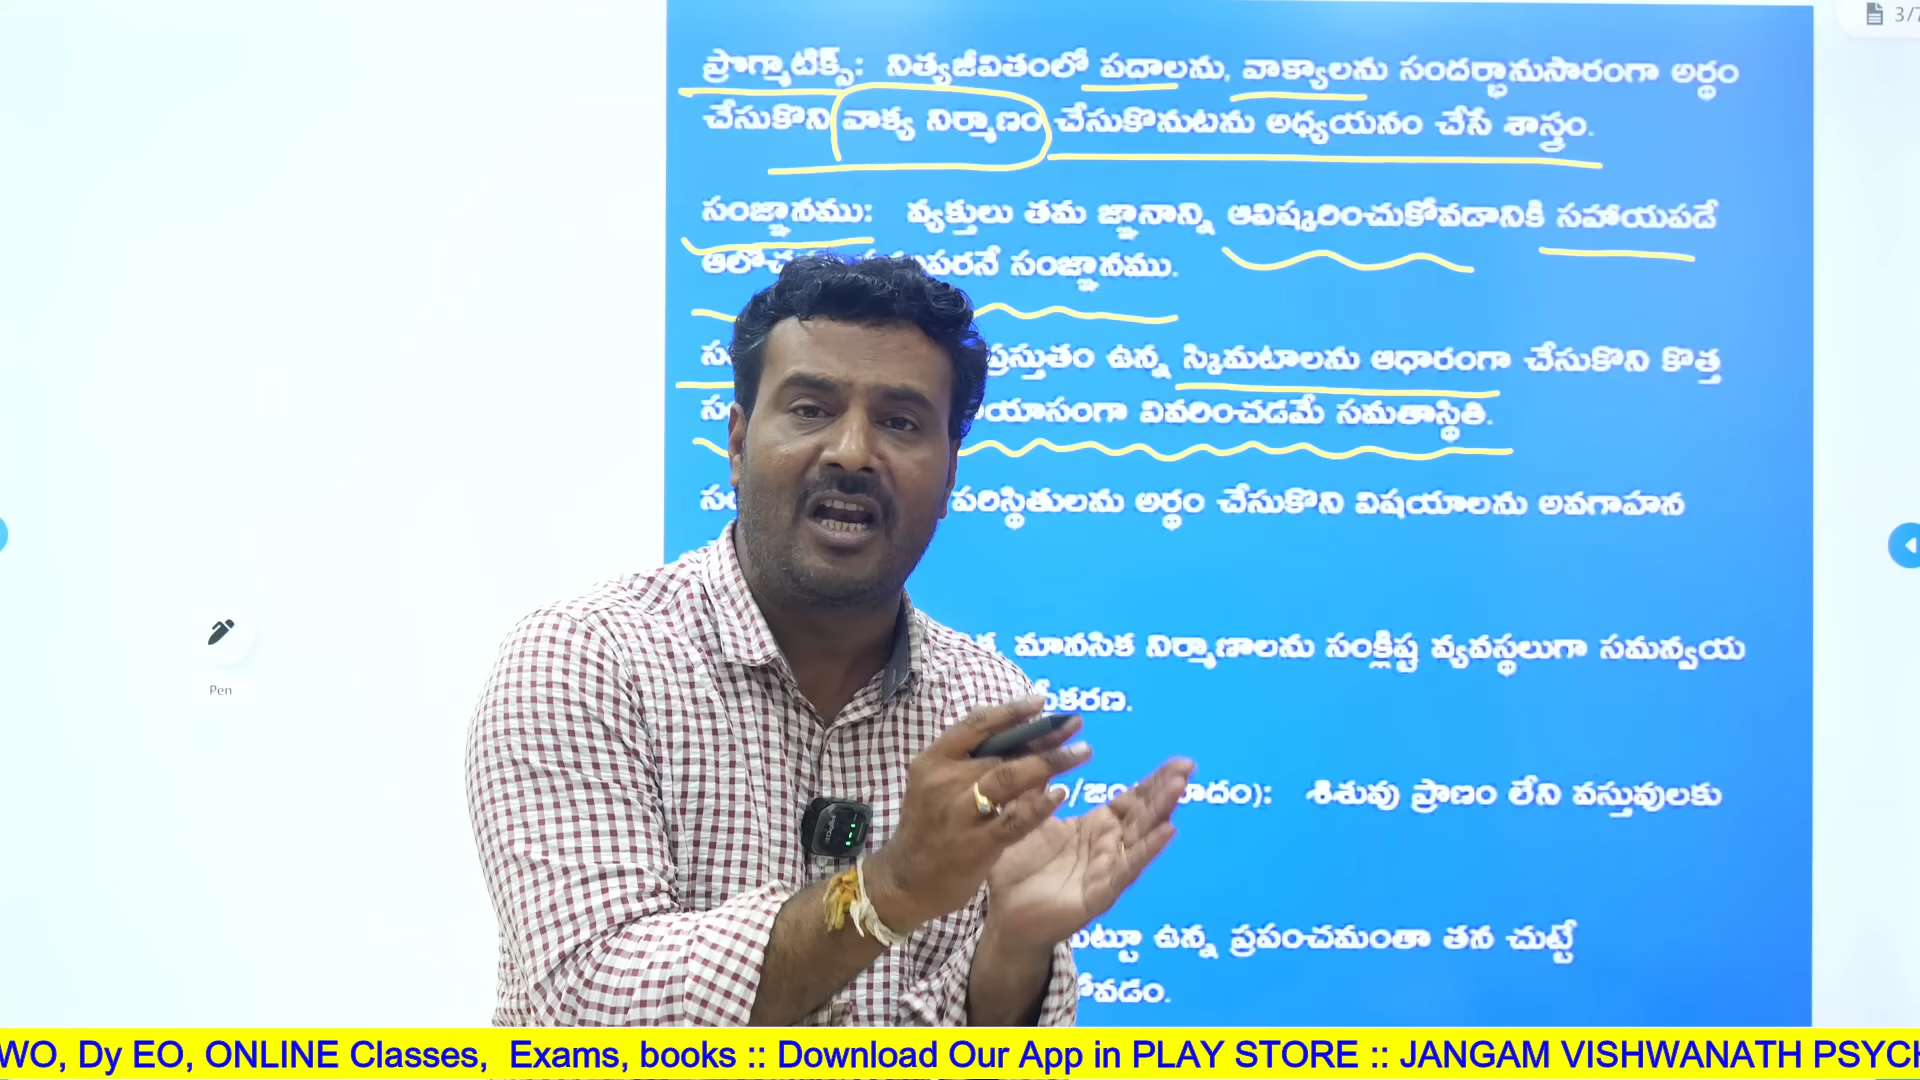 3/7
ప్రాగ్మాటిక్స్: నిత్యజీవితంలో పదాలను, వాక్యాలను సందర్భానుసారంగా అర్థం
చేసుకొని వాక్య నిర్మాణం చేసుకొనుటను అధ్యయనం చేసే శాస్త్రం.
సంజ్ఞానము: వ్యక్తులు తమ జ్ఞానాన్ని ఆవిష్కరించుకోవడానికి సహాయపడే
సంజ్ఞానము.
ప్రస్తుతం ఉన్న స్కిమటాలను ఆధారంగా చేసుకొని కొత్త
వివరించడమే సమతాస్థితి.
పరిస్థితులను అర్థం చేసుకొని విషయాలను అవగాహన
మానసిక నిర్మాణాలను సంక్లిష్ట వ్యవస్థలుగా సమన్వయ
శిశువు ప్రాణం లేని వస్తువులకు
ఉన్న ప్రపంచమంతా తన చుట్టే
Pen
WO, Dy EO, ONLINE Classes, Exams, books :: Download Our App in PLAY STORE :: JANGAM VISHWANATH PSYCH